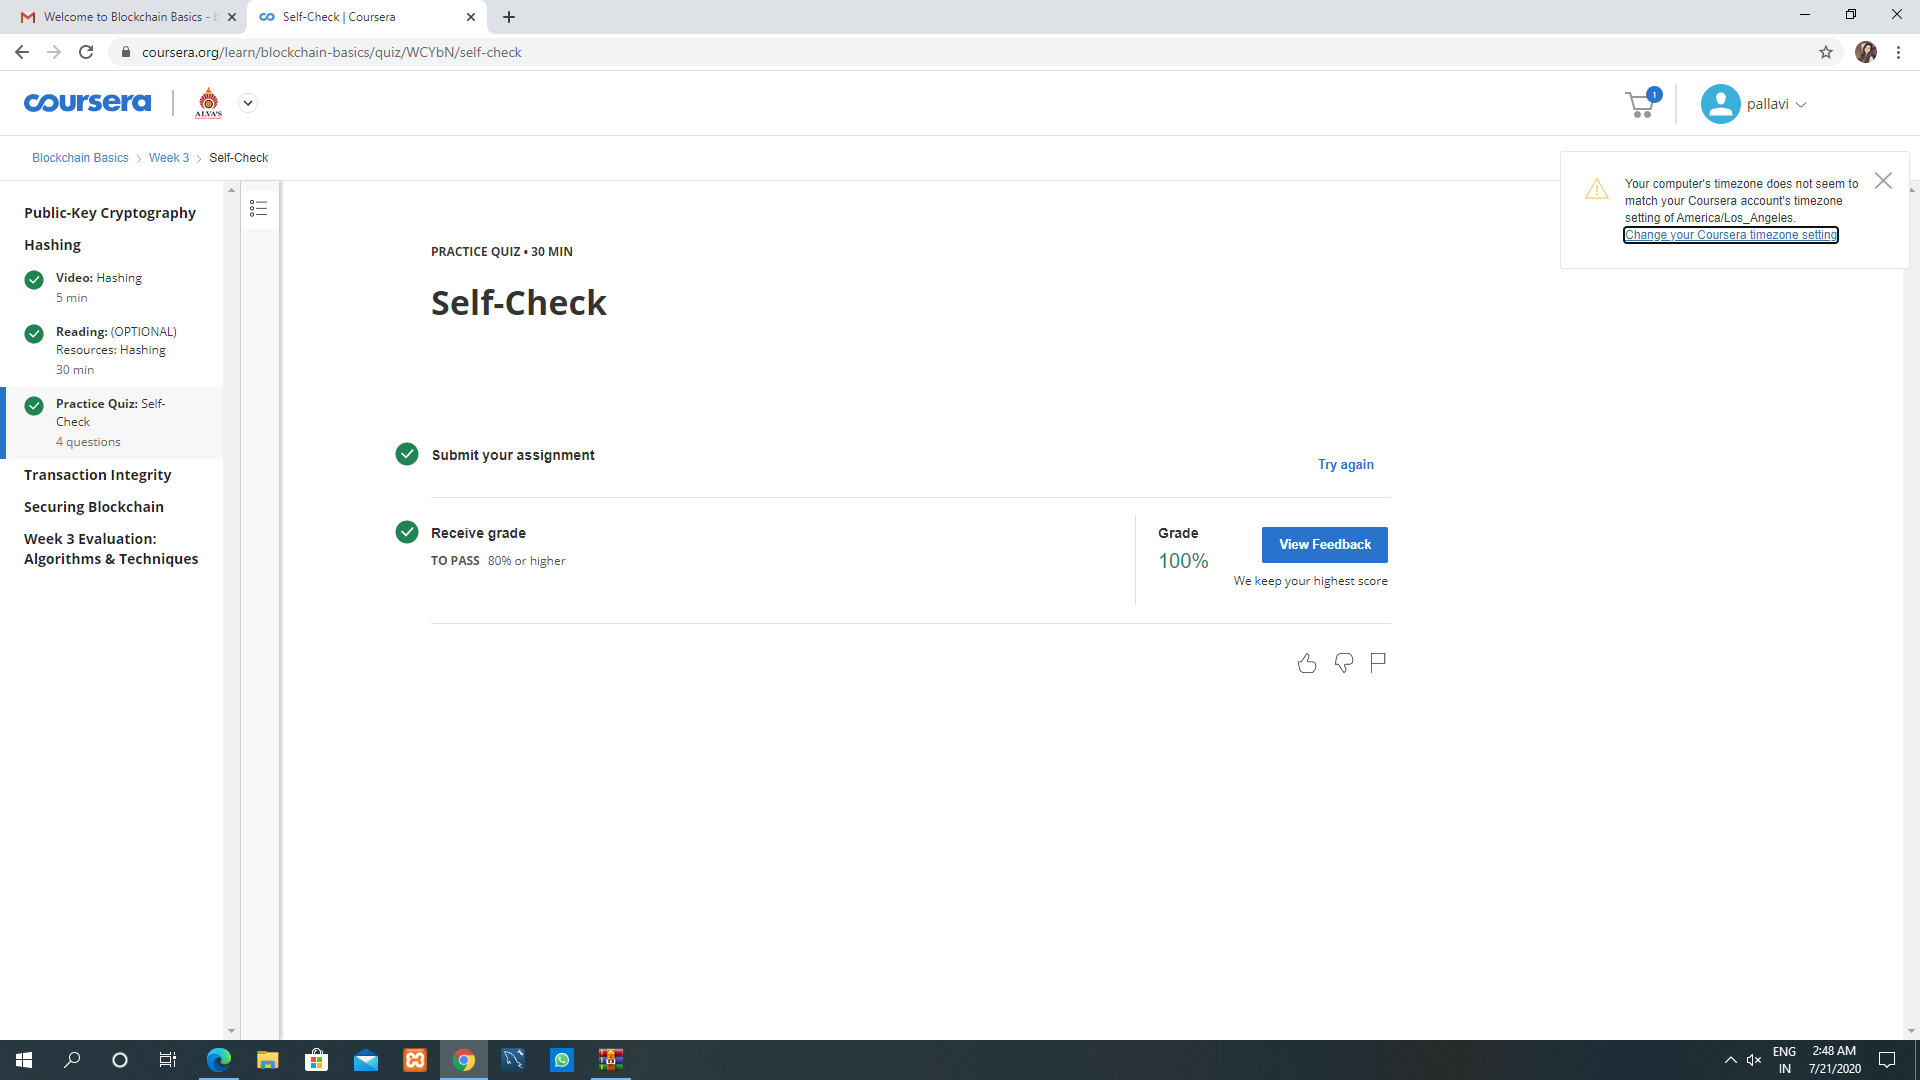 Welcome to Blockchain Basics -
Self-Check | Coursera
coursera.org/learn/blockchain-basics/quiz/WCYbN/self-check
coursera
ALVA'S
1
pallavi
Blockchain Basics
Week 3
Self-Check
Your computer's timezone does not seem to
match your Coursera account's timezone
setting of America/Los_Angeles.
Change your Coursera timezone setting
Public-Key Cryptography
Hashing
Video: Hashing
5 min
Reading: (OPTIONAL)
Resources: Hashing
30 min
Practice Quiz: Self-
Check
4 questions
Transaction Integrity
Securing Blockchain
Week 3 Evaluation:
Algorithms & Techniques
PRACTICE QUIZ • 30 MIN
Self-Check
Submit your assignment
Try again
Receive grade
TO PASS 80% or higher
Grade
100%
View Feedback
We keep your highest score
ENG
IN
2:48 AM
7/21/2020